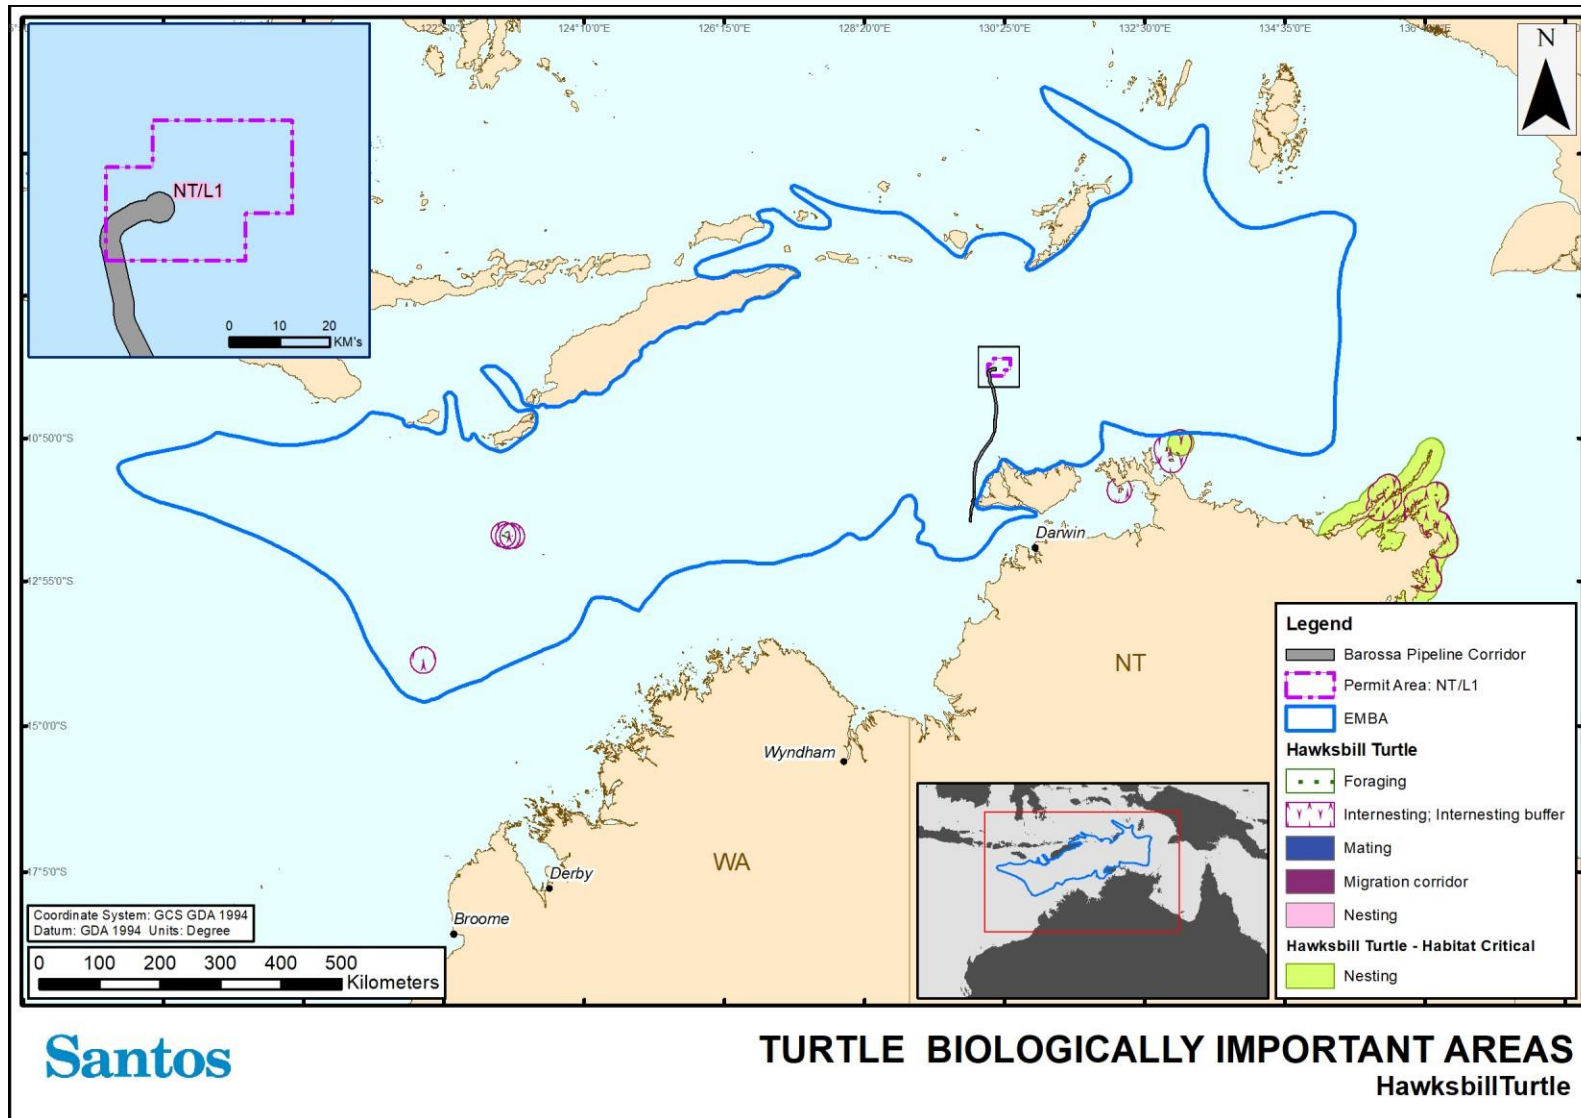 122°5'0"E 124°10'0"E 126°15'0"E 128°20'0"E 130°25'0"E 132°30'0"E 134°35'0"E
N
NT/L1
0 10 20
KM's
10°50'0"S
12°55'0"S
Darwin
NT
Wyndham
WA
Derby
Broome
Legend
Barossa Pipeline Corridor
Permit Area: NT/L1
EMBA
Hawksbill Turtle
Foraging
Internesting; Internesting buffer
Mating
Migration corridor
Nesting
Hawksbill Turtle - Habitat Critical
Nesting
Coordinate System: GCS GDA 1994
Datum: GDA 1994 Units: Degree
0 100 200 300 400 500
Kilometers
Santos
TURTLE BIOLOGICALLY IMPORTANT AREAS
HawksbillTurtle